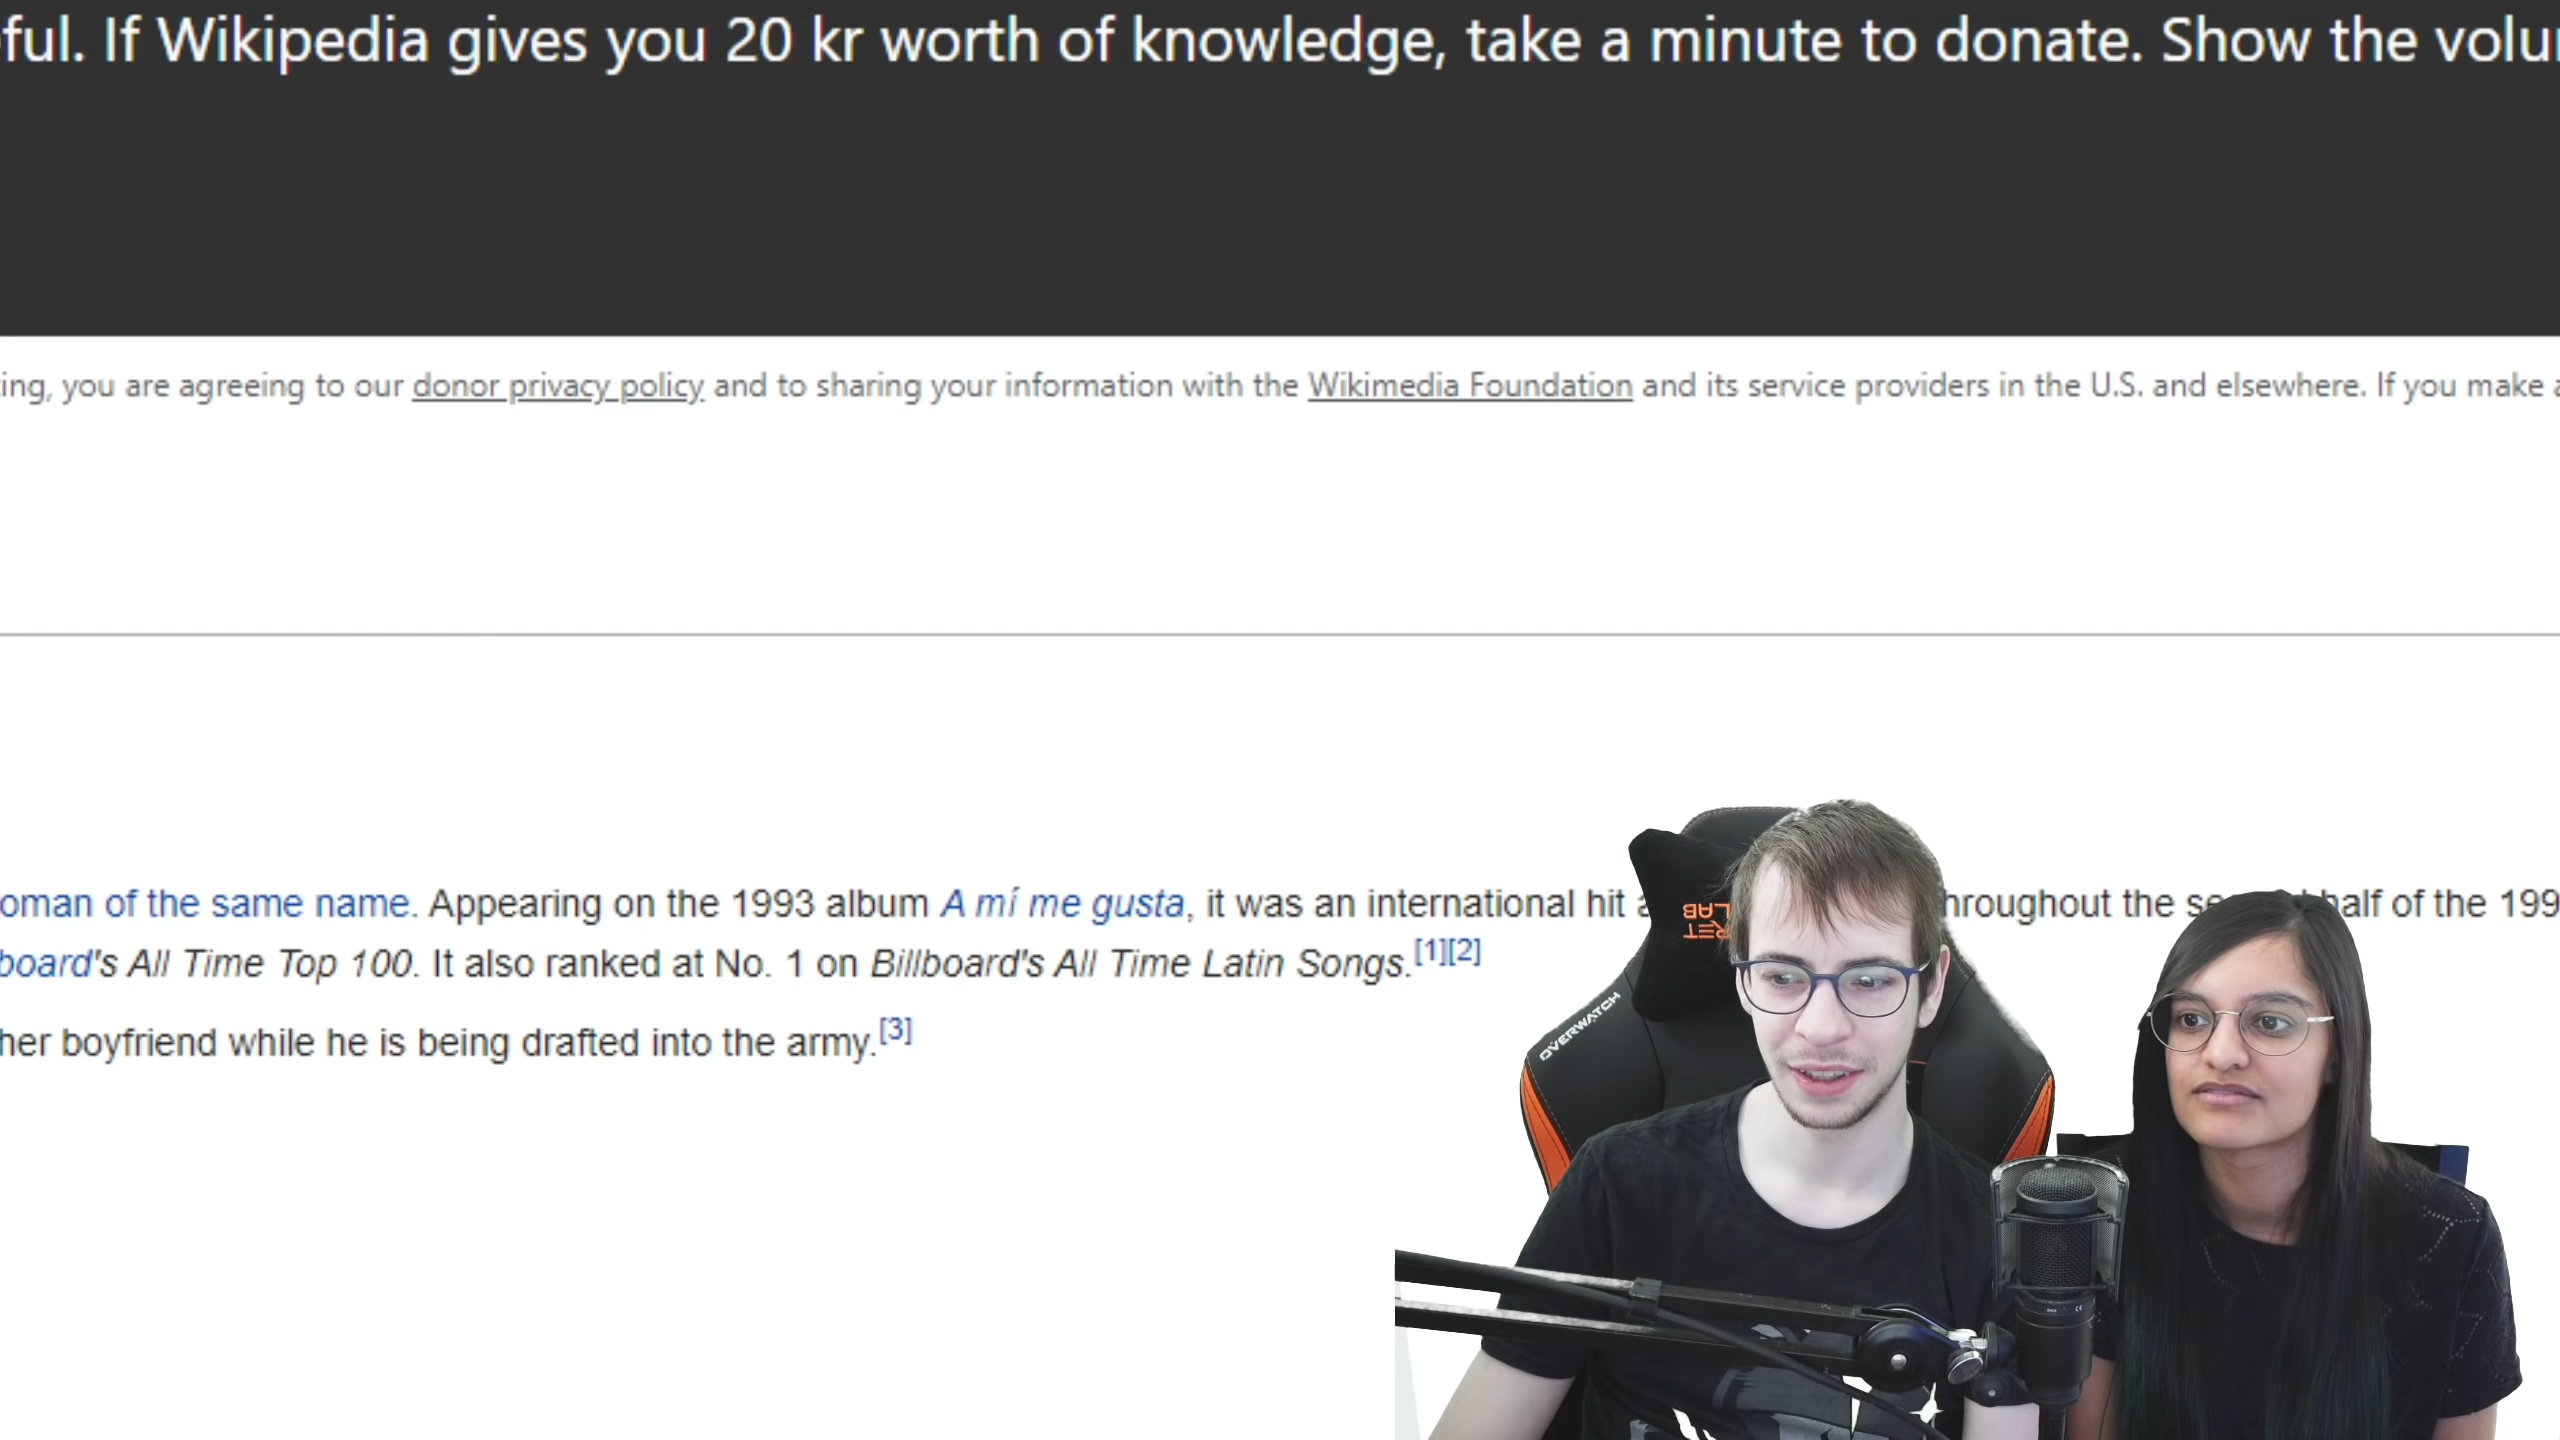 ful. If Wikipedia gives you 20 kr worth of knowledge, take a minute to donate. Show the volu
ing, you are agreeing to our donor privacy policy and to sharing your information with the Wikimedia Foundation and its service providers in the U.S. and elsewhere. If you make a
oman of the same name. Appearing on the 1993 album A mí me gusta, it was an international hit a hroughout the se half of the 199
board's All Time Top 100. It also ranked at No. 1 on Billboard's All Time Latin Songs.[1][2]
her boyfriend while he is being drafted into the army.[3]
RET
LAB
OVERWATCH